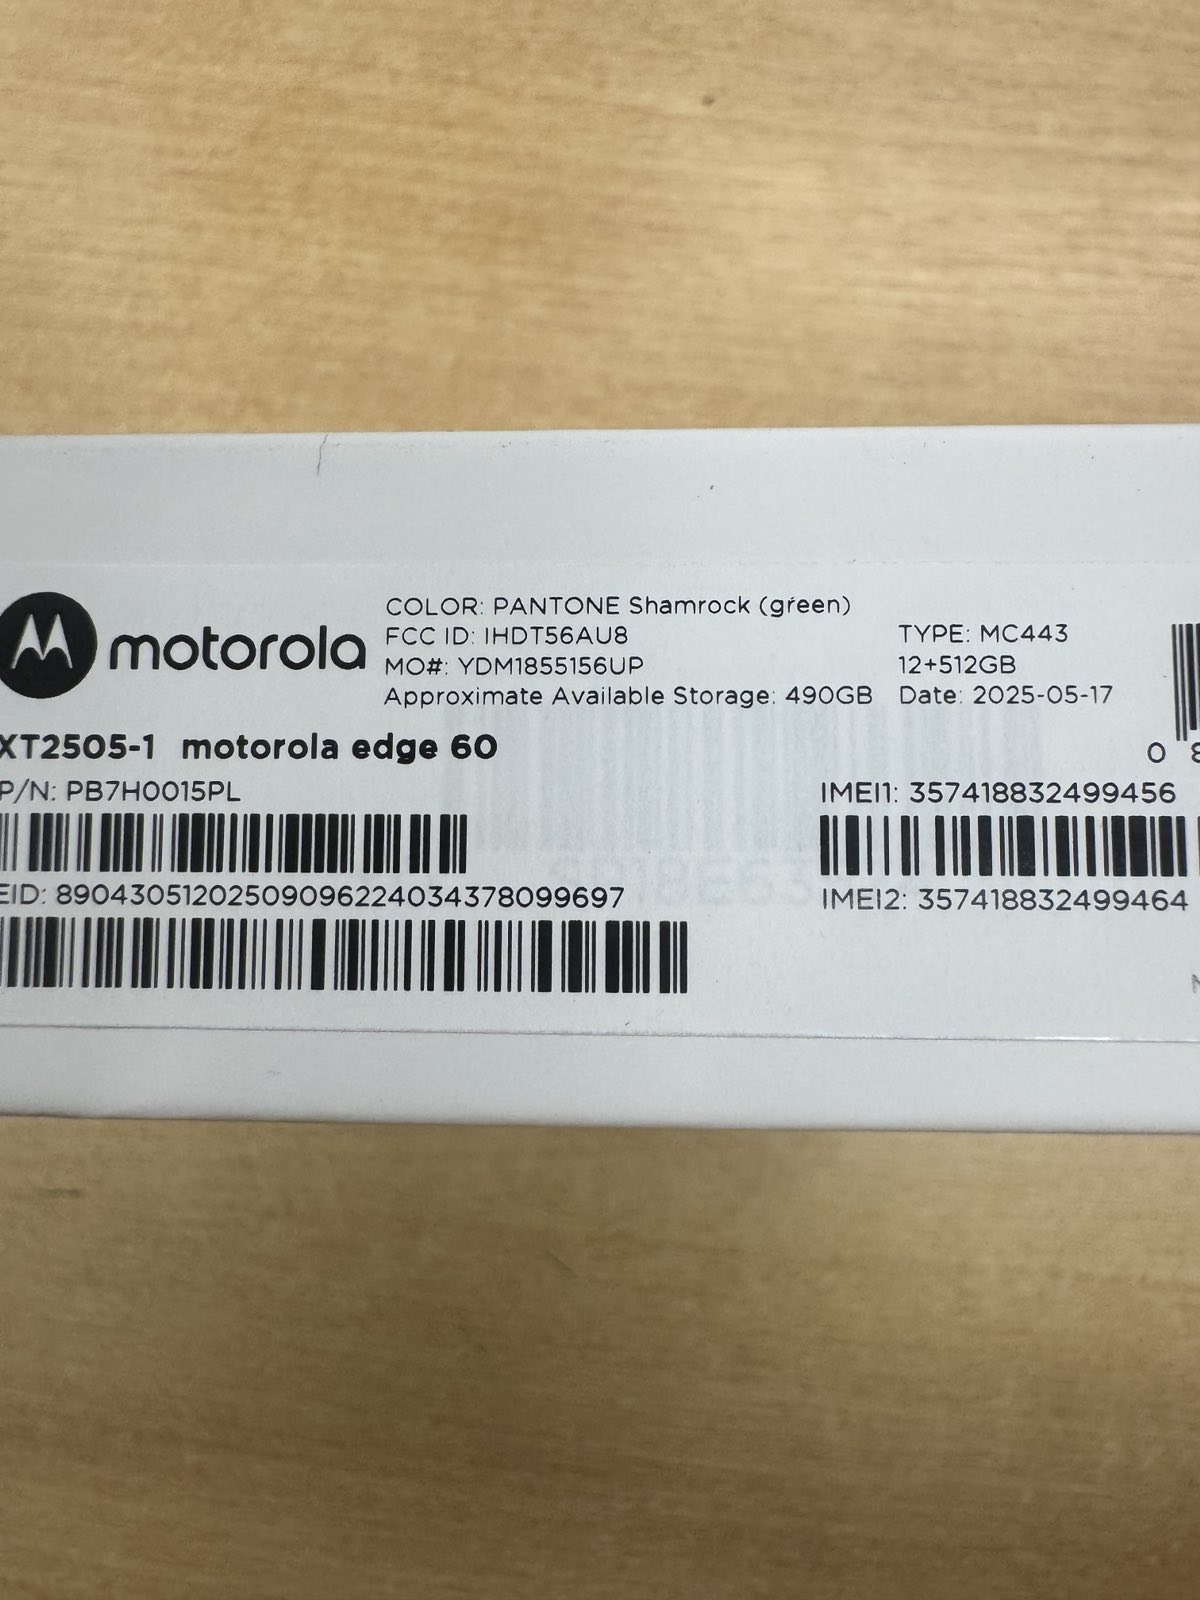 motorola
COLOR: PANTONE Shamrock (green)
FCC ID: IHDT56AU8
MO#: YDM1855156UP
Approximate Available Storage: 490GB
TYPE: MC443
12+512GB
Date: 2025-05-17
XT2505-1 motorola edge 60
P/N: PB7H0015PL
EID: 89043051202509096224034378099697
IMEI1: 357418832499456
IMEI2: 357418832499464
0